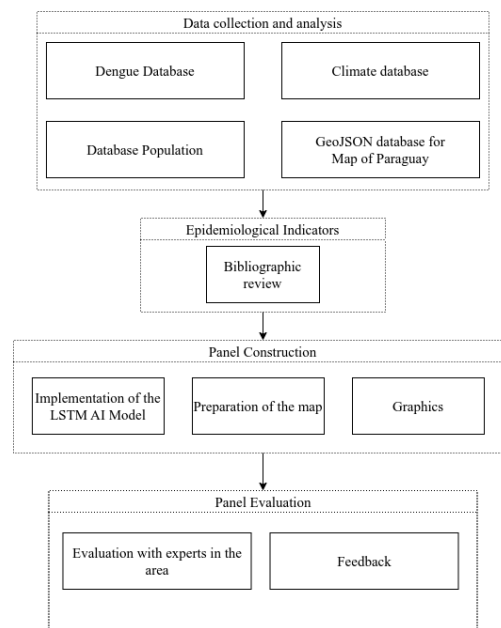 Data collection and analysis
Dengue Database
Climate database
Database Population
GeoJSON database for
Map of Paraguay
Epidemiological Indicators
Bibliographic
review
Panel Construction
Implementation of the
LSTM AI Model
Preparation of the map
Graphics
Panel Evaluation
Evaluation with experts in the
area
Feedback